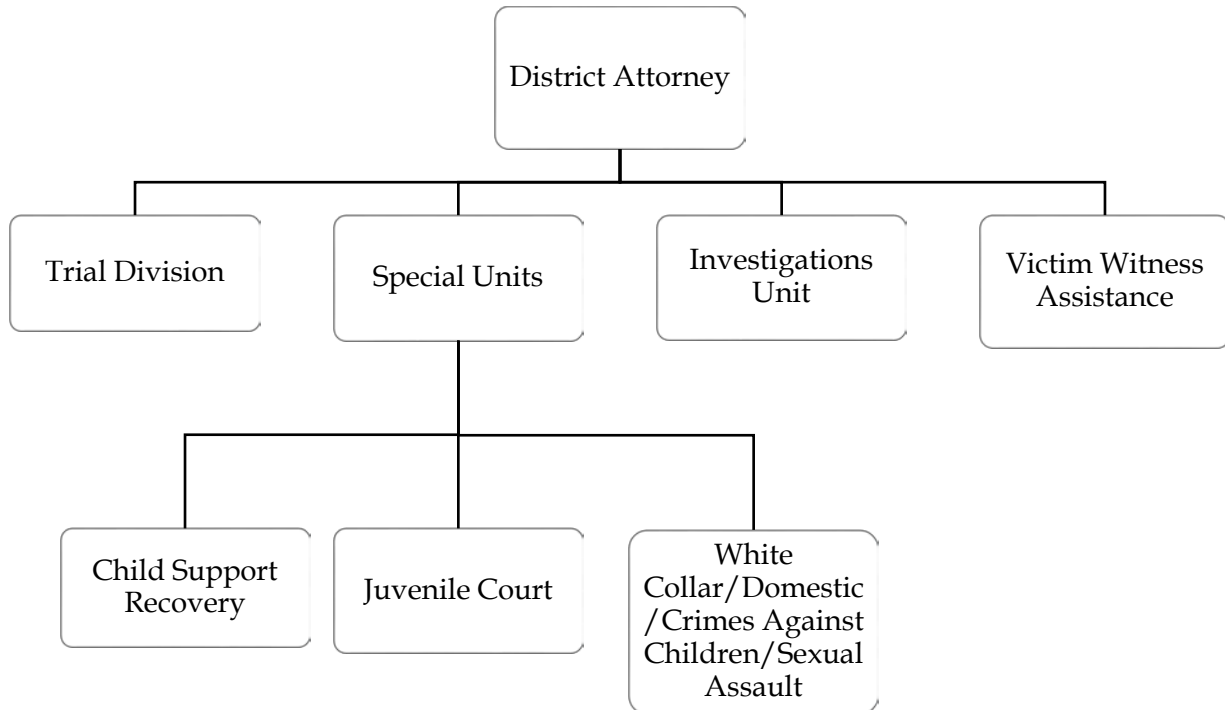 District Attorney
Trial Division
Special Units
Investigations
Unit
Victim Witness
Assistance
Child Support
Recovery
Juvenile Court
White
Collar/Domestic
/Crimes Against
Children/Sexual
Assault